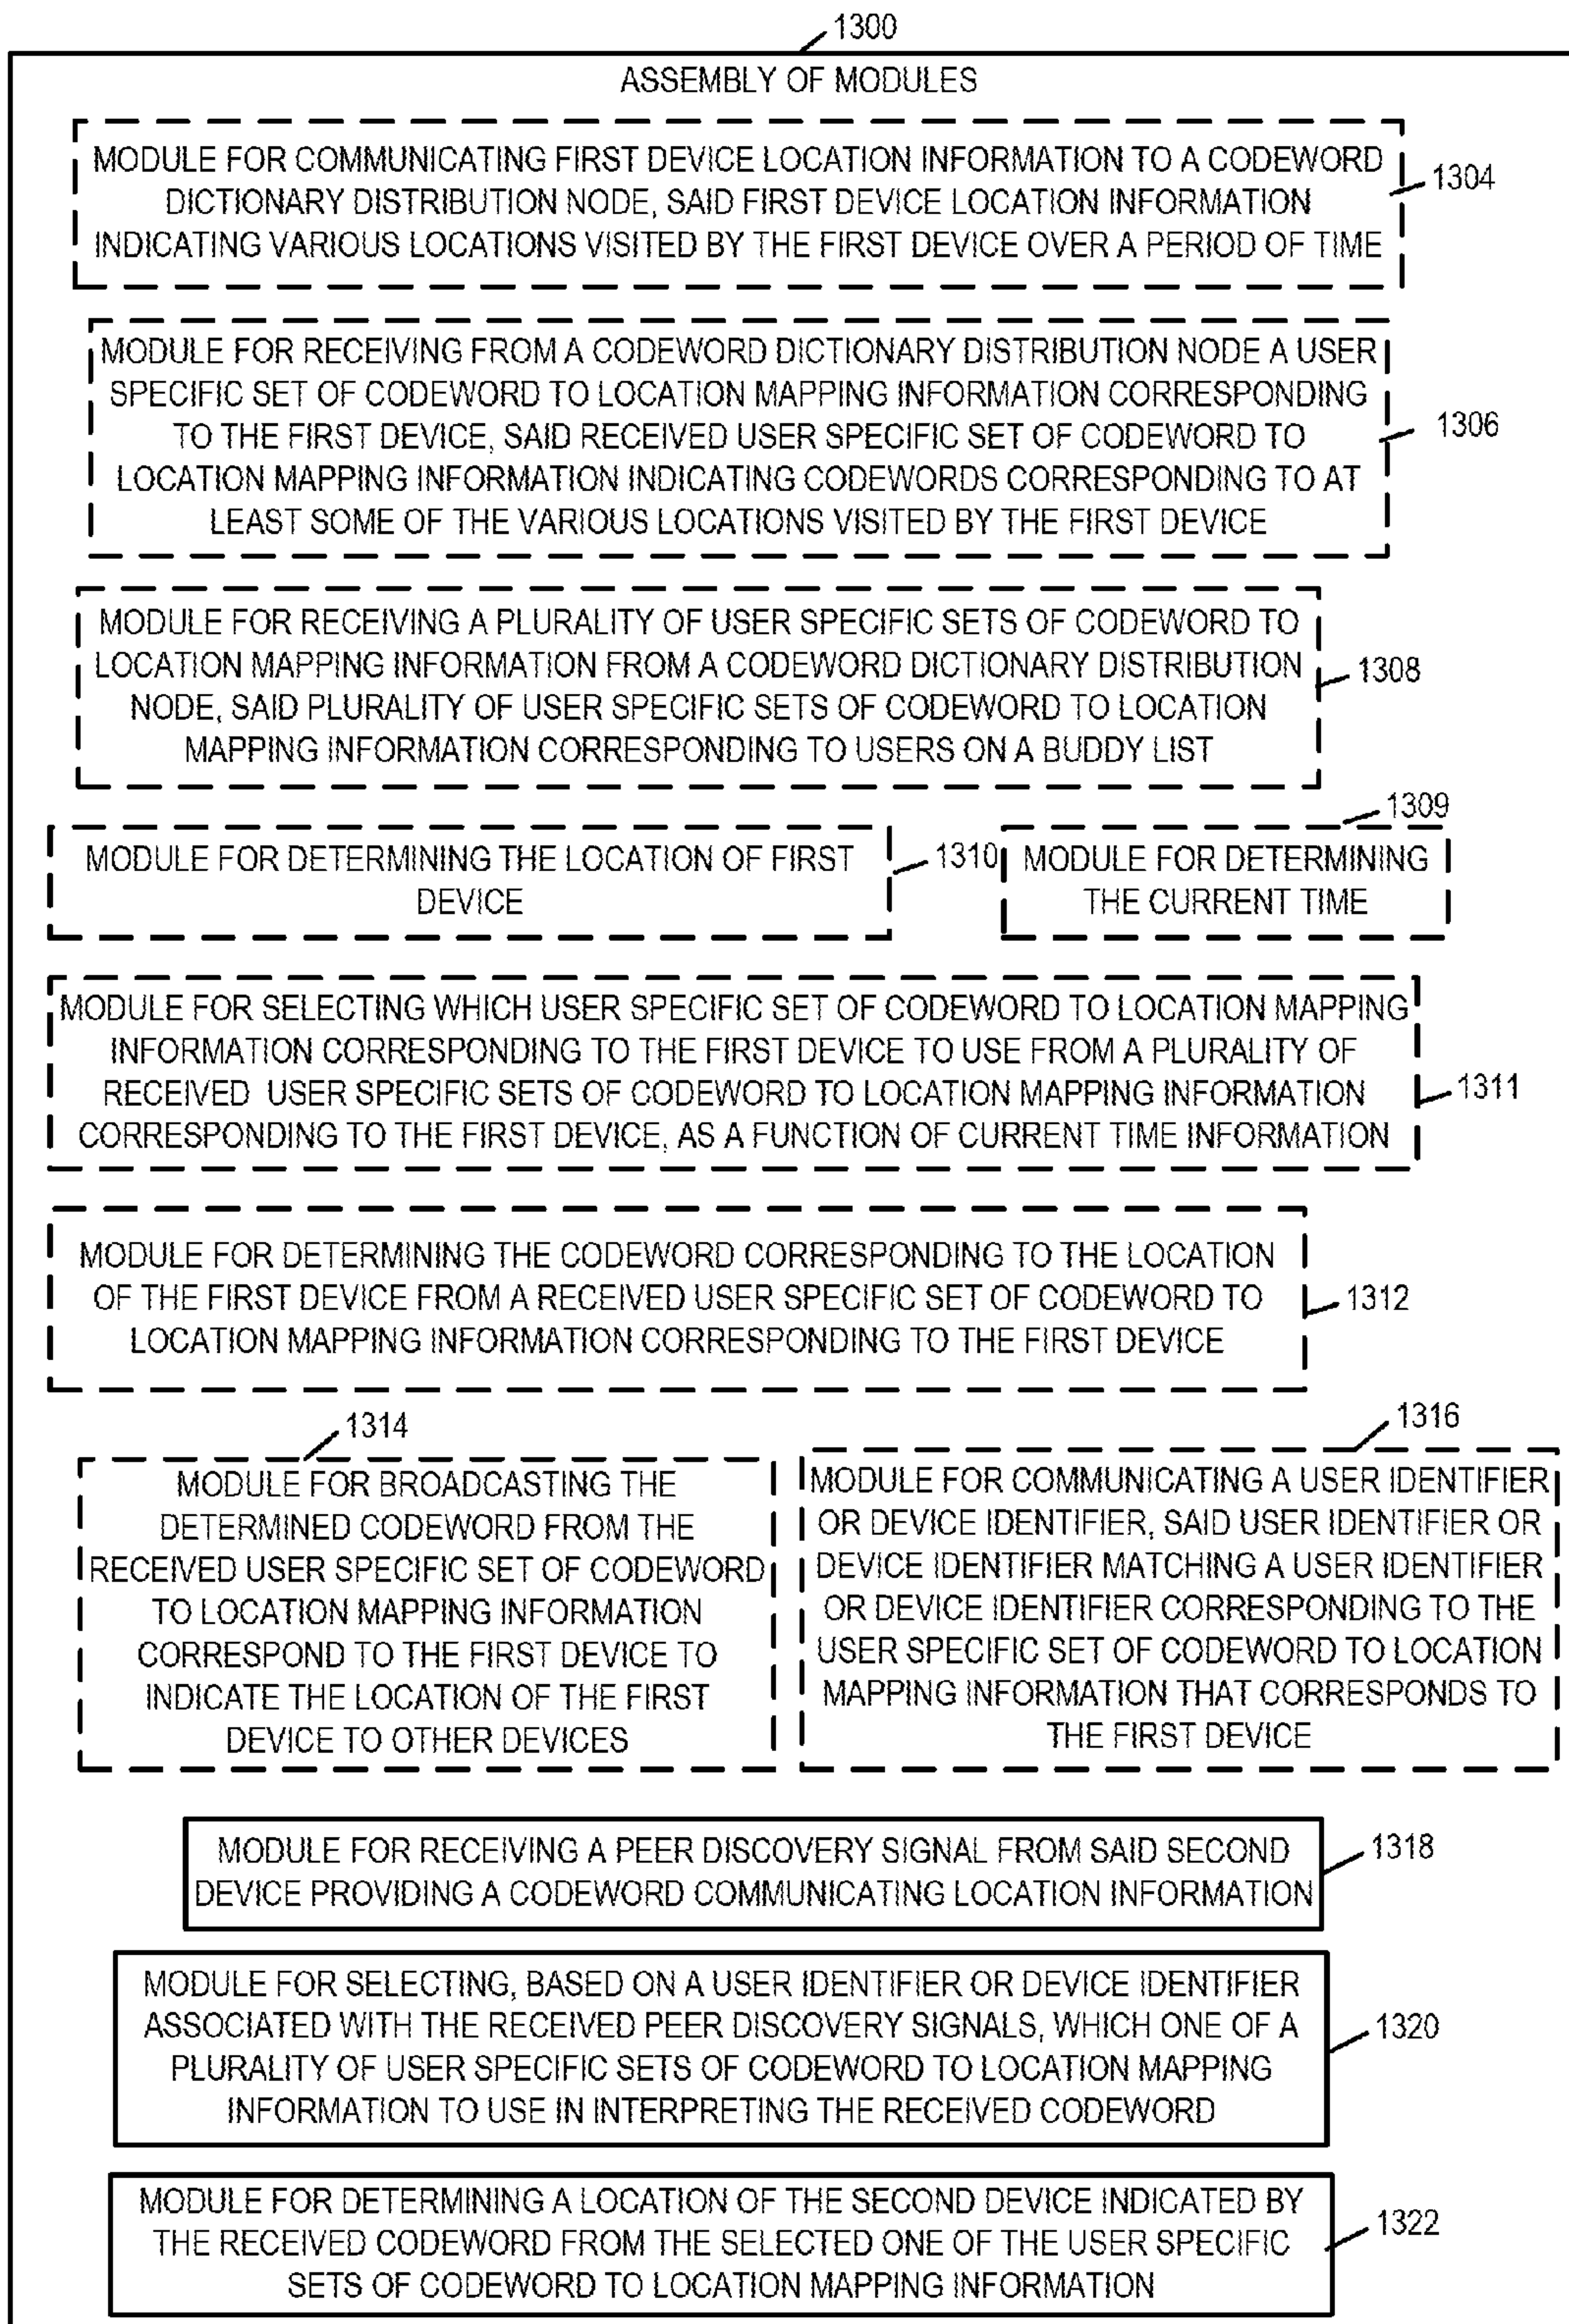 1300
ASSEMBLY OF MODULES
MODULE FOR COMMUNICATING FIRST DEVICE LOCATION INFORMATION TO A CODEWORD
DICTIONARY DISTRIBUTION NODE, SAID FIRST DEVICE LOCATION INFORMATION
INDICATING VARIOUS LOCATIONS VISITED BY THE FIRST DEVICE OVER A PERIOD OF TIME
1304
MODULE FOR RECEIVING FROM A CODEWORD DICTIONARY DISTRIBUTION NODE A USER
SPECIFIC SET OF CODEWORD TO LOCATION MAPPING INFORMATION CORRESPONDING
TO THE FIRST DEVICE, SAID RECEIVED USER SPECIFIC SET OF CODEWORD TO
LOCATION MAPPING INFORMATION INDICATING CODEWORDS CORRESPONDING TO AT
LEAST SOME OF THE VARIOUS LOCATIONS VISITED BY THE FIRST DEVICE
1306
MODULE FOR RECEIVING A PLURALITY OF USER SPECIFIC SETS OF CODEWORD TO
LOCATION MAPPING INFORMATION FROM A CODEWORD DICTIONARY DISTRIBUTION
NODE, SAID PLURALITY OF USER SPECIFIC SETS OF CODEWORD TO LOCATION
MAPPING INFORMATION CORRESPONDING TO USERS ON A BUDDY LIST
1308
MODULE FOR DETERMINING THE LOCATION OF FIRST
DEVICE
1310
1309
MODULE FOR DETERMINING
THE CURRENT TIME
MODULE FOR SELECTING WHICH USER SPECIFIC SET OF CODEWORD TO LOCATION MAPPING
INFORMATION CORRESPONDING TO THE FIRST DEVICE TO USE FROM A PLURALITY OF
RECEIVED USER SPECIFIC SETS OF CODEWORD TO LOCATION MAPPING INFORMATION
CORRESPONDING TO THE FIRST DEVICE, AS A FUNCTION OF CURRENT TIME INFORMATION
1311
MODULE FOR DETERMINING THE CODEWORD CORRESPONDING TO THE LOCATION
OF THE FIRST DEVICE FROM A RECEIVED USER SPECIFIC SET OF CODEWORD TO
LOCATION MAPPING INFORMATION CORRESPONDING TO THE FIRST DEVICE
1312
1314
MODULE FOR BROADCASTING THE
DETERMINED CODEWORD FROM THE
RECEIVED USER SPECIFIC SET OF CODEWORD
TO LOCATION MAPPING INFORMATION
CORRESPOND TO THE FIRST DEVICE TO
INDICATE THE LOCATION OF THE FIRST
DEVICE TO OTHER DEVICES
1316
MODULE FOR COMMUNICATING A USER IDENTIFIER
OR DEVICE IDENTIFIER, SAID USER IDENTIFIER OR
DEVICE IDENTIFIER MATCHING A USER IDENTIFIER
OR DEVICE IDENTIFIER CORRESPONDING TO THE
USER SPECIFIC SET OF CODEWORD TO LOCATION
MAPPING INFORMATION THAT CORRESPONDS TO
THE FIRST DEVICE
MODULE FOR RECEIVING A PEER DISCOVERY SIGNAL FROM SAID SECOND
DEVICE PROVIDING A CODEWORD COMMUNICATING LOCATION INFORMATION
1318
MODULE FOR SELECTING, BASED ON A USER IDENTIFIER OR DEVICE IDENTIFIER
ASSOCIATED WITH THE RECEIVED PEER DISCOVERY SIGNALS, WHICH ONE OF A
PLURALITY OF USER SPECIFIC SETS OF CODEWORD TO LOCATION MAPPING
INFORMATION TO USE IN INTERPRETING THE RECEIVED CODEWORD
1320
MODULE FOR DETERMINING A LOCATION OF THE SECOND DEVICE INDICATED BY
THE RECEIVED CODEWORD FROM THE SELECTED ONE OF THE USER SPECIFIC
SETS OF CODEWORD TO LOCATION MAPPING INFORMATION
1322